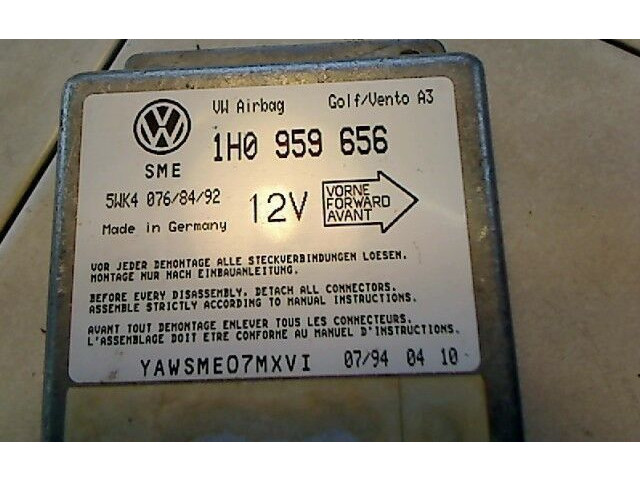 VW Airbag Golf/Vento A3
1H0 959 656
SME
5WK4 076/84/92
12V
VORNE
FORWARD
AVANT
Made in Germany
VOR JEDER DEMONTAGE ALLE STECKVERBINDUNGEN LOESEN.
MONTAGE NUR NACH EINBAUANLEITUNG.
BEFORE EVERY DISASSEMBLY, DETACH ALL CONNECTORS.
ASSEMBLE STRICTLY ACCORDING TO MANUAL INSTRUCTIONS.
AVANT TOUT DEMONTAGE ENLEVER TOUS LES CONNECTEURS.
L'ASSEMBLAGE DOIT ETRE CONFORME AU MANUEL D'INSTRUCTIONS.
YAWSME07MXVI 07/94 04 10